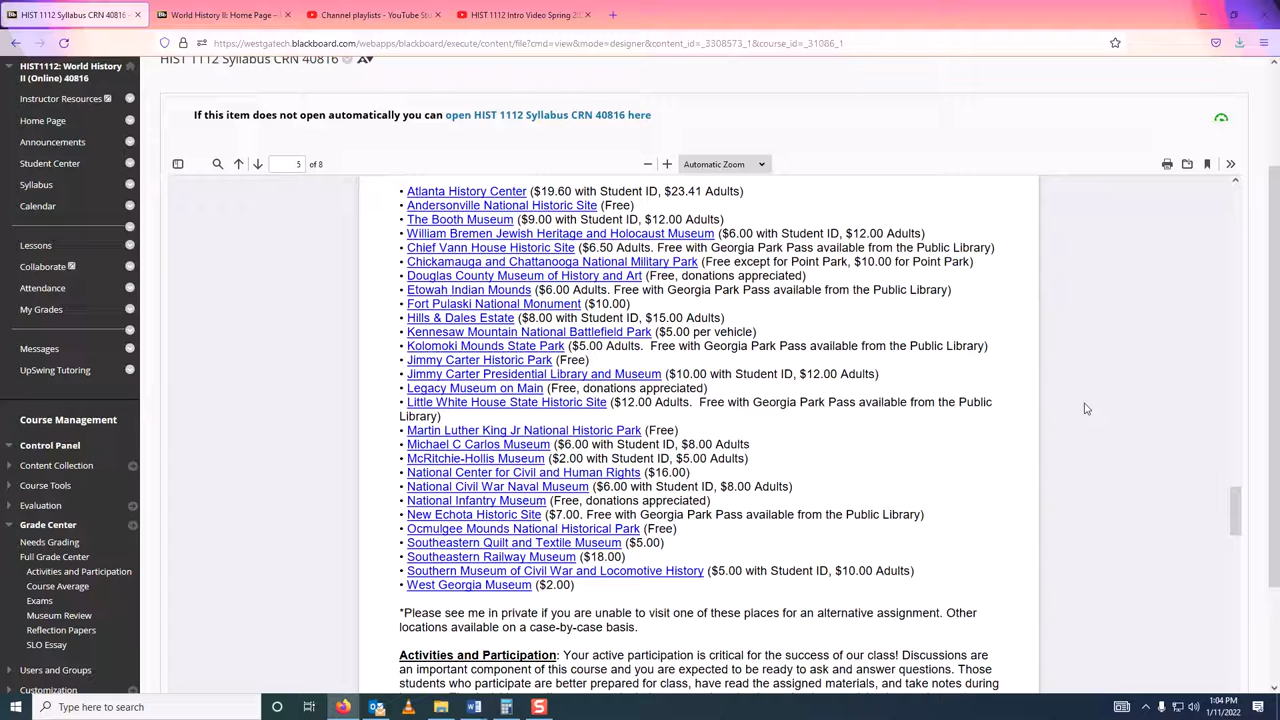 HIST 1112 Syllabus CRN 40816 -
World History II: Home Page –
Channel playlists - YouTube Stu
HIST 1112 Intro Video Spring 20
https://westgatech.blackboard.com/webapps/blackboard/execute/content/file?cmd=view&mode=designer&content_id=_3308573_1&course_id=_31086_1
HIST 1112 Syllabus CRN 40816
HIST1112: World History
II (Online) 40816
Instructor Resources
Home Page
Announcements
Student Center
Syllabus
Calendar
Lessons
Collaborate
Attendance
My Grades
Messages
UpSwing Tutoring
Course Management
Control Panel
Content Collection
Course Tools
Evaluation
Grade Center
Needs Grading
Full Grade Center
Activities and Participation
Course Average
Exams
Museum Review
Reflection Papers
SLO Essay
Users and Groups
Customization
If this item does not open automatically you can open HIST 1112 Syllabus CRN 40816 here
5 of 8
Automatic Zoom
• Atlanta History Center ($19.60 with Student ID, $23.41 Adults)
• Andersonville National Historic Site (Free)
• The Booth Museum ($9.00 with Student ID, $12.00 Adults)
• William Bremen Jewish Heritage and Holocaust Museum ($6.00 with Student ID, $12.00 Adults)
• Chief Vann House Historic Site ($6.50 Adults. Free with Georgia Park Pass available from the Public Library)
• Chickamauga and Chattanooga National Military Park (Free except for Point Park, $10.00 for Point Park)
• Douglas County Museum of History and Art (Free, donations appreciated)
• Etowah Indian Mounds ($6.00 Adults. Free with Georgia Park Pass available from the Public Library)
• Fort Pulaski National Monument ($10.00)
• Hills & Dales Estate ($8.00 with Student ID, $15.00 Adults)
• Kennesaw Mountain National Battlefield Park ($5.00 per vehicle)
• Kolomoki Mounds State Park ($5.00 Adults.  Free with Georgia Park Pass available from the Public Library)
• Jimmy Carter Historic Park (Free)
• Jimmy Carter Presidential Library and Museum ($10.00 with Student ID, $12.00 Adults)
• Legacy Museum on Main (Free, donations appreciated)
• Little White House State Historic Site ($12.00 Adults.  Free with Georgia Park Pass available from the Public
Library)
• Martin Luther King Jr National Historic Park (Free)
• Michael C Carlos Museum ($6.00 with Student ID, $8.00 Adults
• McRitchie-Hollis Museum ($2.00 with Student ID, $5.00 Adults)
• National Center for Civil and Human Rights ($16.00)
• National Civil War Naval Museum ($6.00 with Student ID, $8.00 Adults)
• National Infantry Museum (Free, donations appreciated)
• New Echota Historic Site ($7.00. Free with Georgia Park Pass available from the Public Library)
• Ocmulgee Mounds National Historical Park (Free)
• Southeastern Quilt and Textile Museum ($5.00)
• Southeastern Railway Museum ($18.00)
• Southern Museum of Civil War and Locomotive History ($5.00 with Student ID, $10.00 Adults)
• West Georgia Museum ($2.00)
*Please see me in private if you are unable to visit one of these places for an alternative assignment. Other
locations available on a case-by-case basis.
Activities and Participation: Your active participation is critical for the success of our class! Discussions are
an important component of this course and you are expected to be ready to ask and answer questions. Those
students who participate are better prepared for class, have read the assigned materials, and take notes during
Type here to search
1:04 PM
1/11/2022